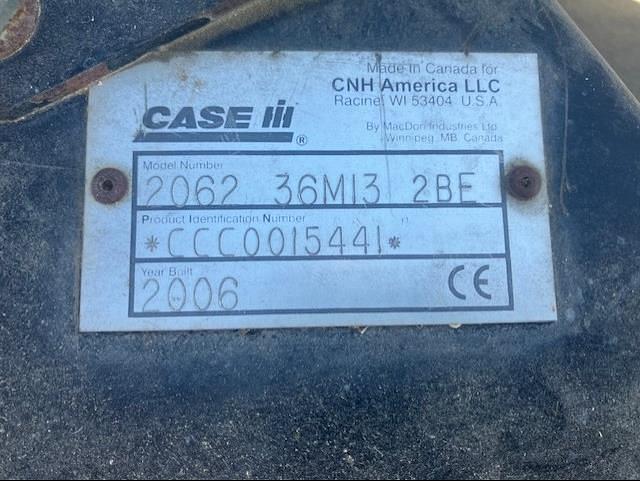 Made in Canada for
CNH America LLC
Racine, WI 53404 U.S.A.
CASE IH ®
By MacDon Industries Ltd.
Winnipeg, MB. Canada
Model Number
2062 36M13 2BE
Product Identification Number
*CCC0015441*
Year Built
2006 CE